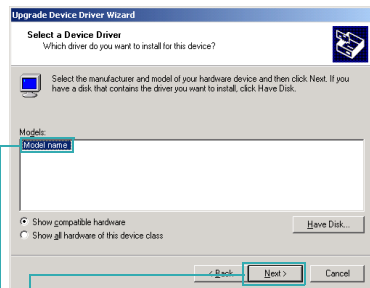 Upgrade Device Driver Wizard
Select a Device Driver
Which driver do you want to install for this device?
Select the manufacturer and model of your hardware device and then click Next. If you
have a disk that contains the driver you want to install, click Have Disk.
Models:
Model name
Show compatible hardware
Show all hardware of this device class
Have Disk...
< Back
Next >
Cancel